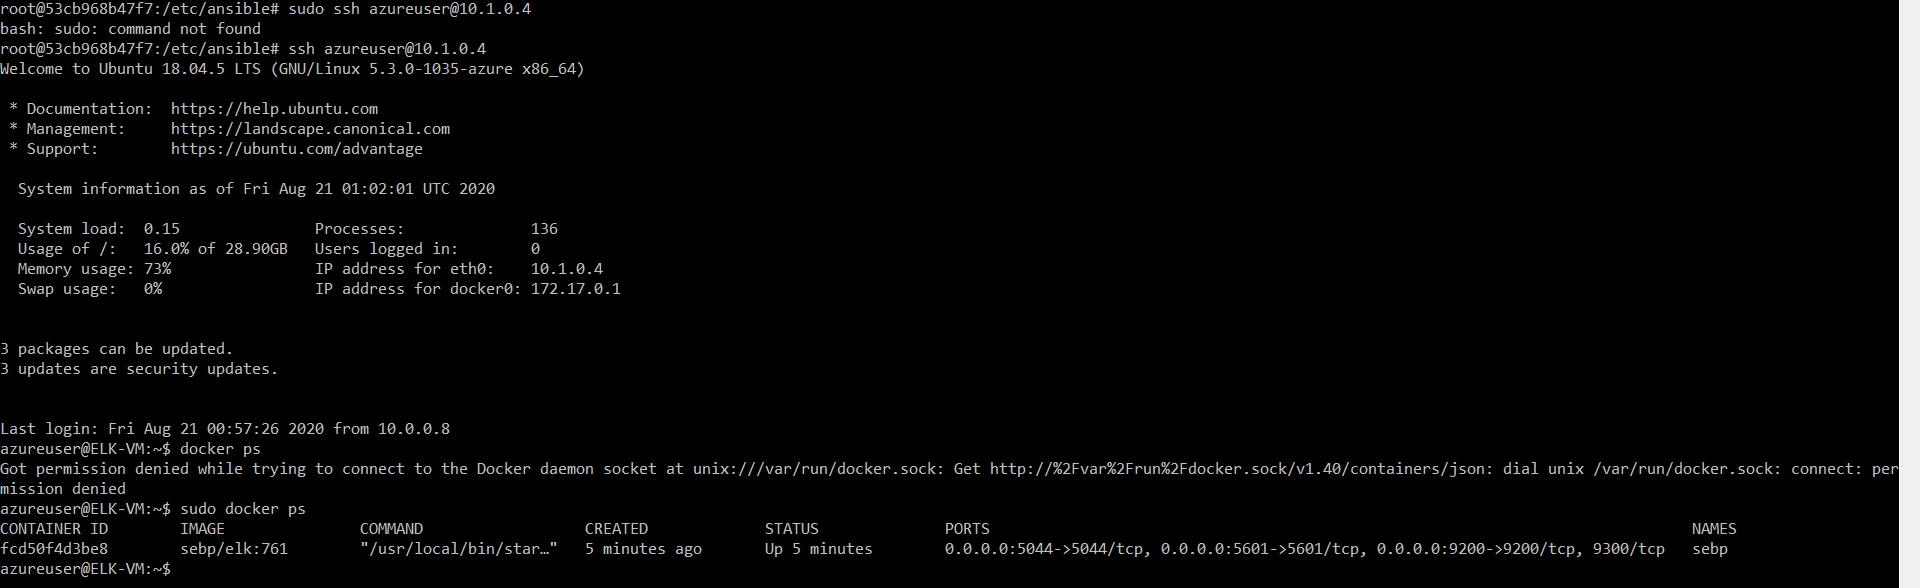 root@53cb968b47f7:/etc/ansible# sudo ssh azureuser@10.1.0.4
bash: sudo: command not found
root@53cb968b47f7:/etc/ansible# ssh azureuser@10.1.0.4
Welcome to Ubuntu 18.04.5 LTS (GNU/Linux 5.3.0-1035-azure x86_64)
* Documentation:  https://help.ubuntu.com
* Management:     https://landscape.canonical.com
* Support:        https://ubuntu.com/advantage
System information as of Fri Aug 21 01:02:01 UTC 2020
System load:  0.15               Processes:              136
Usage of /:   16.0% of 28.90GB   Users logged in:        0
Memory usage: 73%                IP address for eth0:    10.1.0.4
Swap usage:   0%                 IP address for docker0: 172.17.0.1
3 packages can be updated.
3 updates are security updates.
Last login: Fri Aug 21 00:57:26 2020 from 10.0.0.8
azureuser@ELK-VM:~$ docker ps
Got permission denied while trying to connect to the Docker daemon socket at unix:///var/run/docker.sock: Get http://%2Fvar%2Frun%2Fdocker.sock/v1.40/containers/json: dial unix /var/run/docker.sock: connect: per
mission denied
azureuser@ELK-VM:~$ sudo docker ps
CONTAINER ID        IMAGE               COMMAND                  CREATED             STATUS              PORTS                                                                              NAMES
fcd50f4d3be8        sebp/elk:761        "/usr/local/bin/star…"   5 minutes ago       Up 5 minutes        0.0.0.0:5044->5044/tcp, 0.0.0.0:5601->5601/tcp, 0.0.0.0:9200->9200/tcp, 9300/tcp   sebp
azureuser@ELK-VM:~$